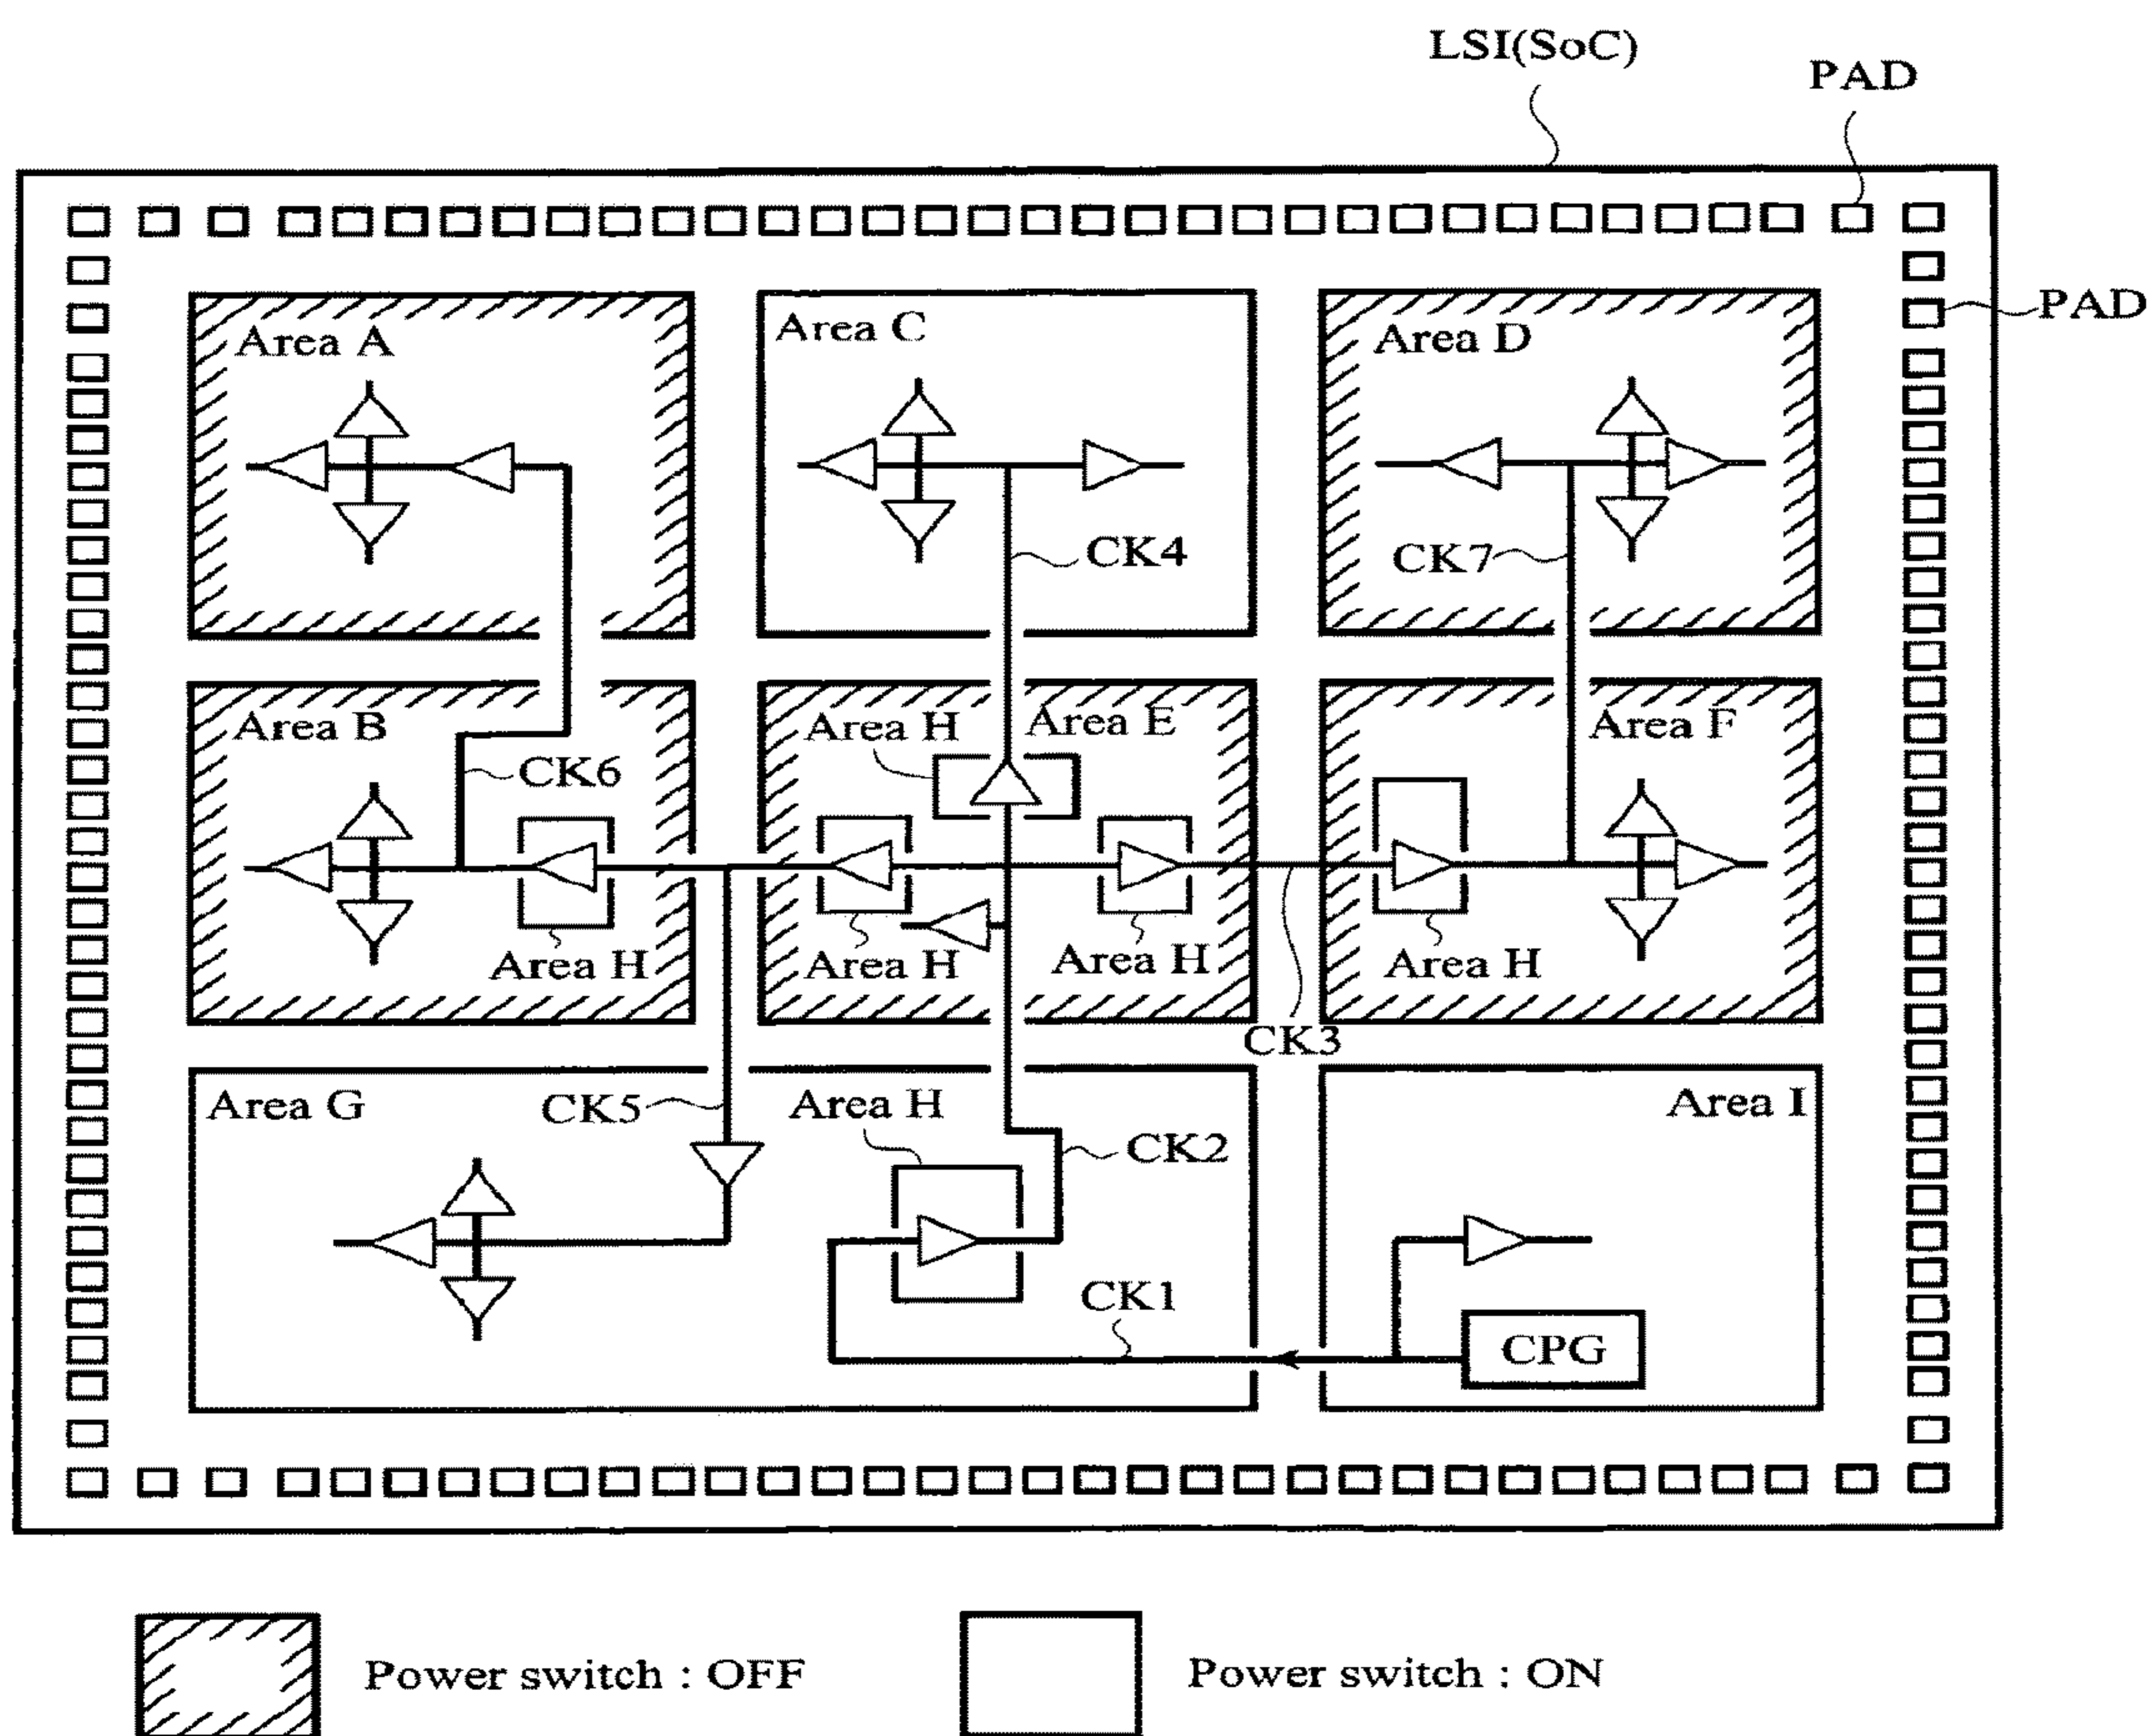 LSI(SoC)
PAD
PAD
Area A
Area C
Area D
CK4
CK7
Area B
Area H
Area E
Area F
CK6
Area H
Area H
Area H
Area H
CK3
Area G
CK5
Area H
CK2
Area I
CK1
CPG
Power switch : OFF
Power switch : ON